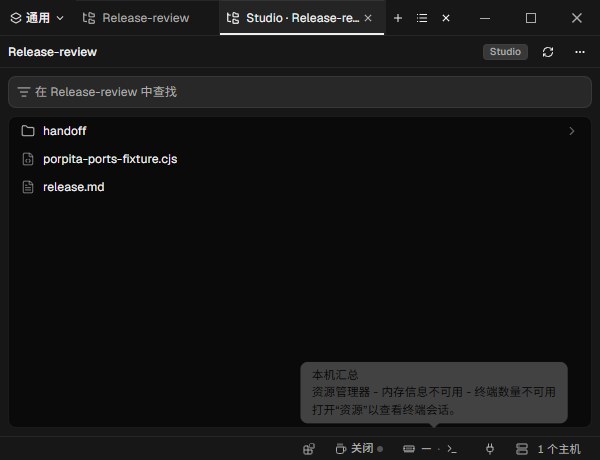 通用
Release-review
Studio · Release-re...
Release-review
Studio
在 Release-review 中查找
handoff
porpita-ports-fixture.cjs
release.md
本机汇总
资源管理器 - 内存信息不可用 - 终端数量不可用
打开“资源”以查看终端会话。
关闭
— ·
1 个主机